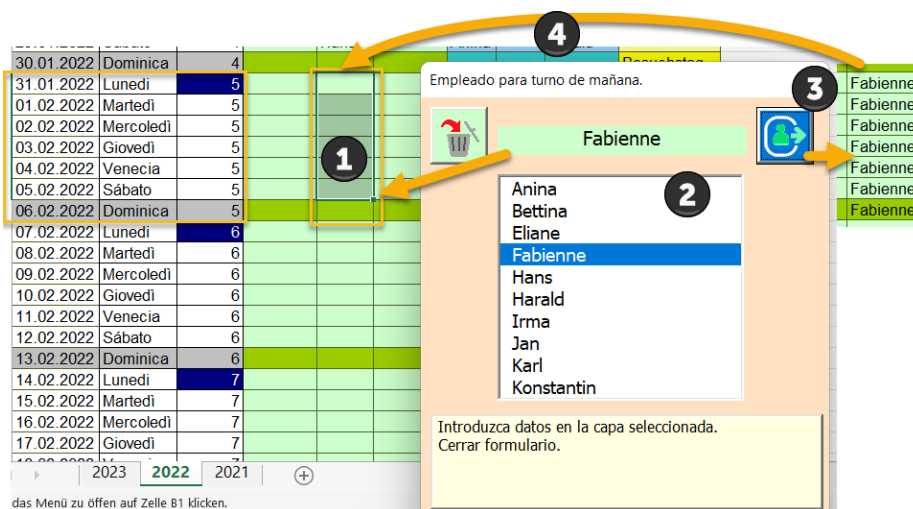 4
30.01.2022 Dominica 4
31.01.2022 Lunedì 5
01.02.2022 Martedì 5
02.02.2022 Mercoledì 5
03.02.2022 Giovedì 5
04.02.2022 Venecia 5
05.02.2022 Sábato 5
06.02.2022 Dominica 5
07.02.2022 Lunedì 6
08.02.2022 Martedì 6
09.02.2022 Mercoledì 6
10.02.2022 Giovedì 6
11.02.2022 Venecia 6
12.02.2022 Sábato 6
13.02.2022 Dominica 6
14.02.2022 Lunedì 7
15.02.2022 Martedì 7
16.02.2022 Mercoledì 7
17.02.2022 Giovedì 7
1
Empleado para turno de mañana.
3
Fabienne
2
Anina
Bettina
Eliane
Fabienne
Hans
Harald
Irma
Jan
Karl
Konstantin
Introduzca datos en la capa seleccionada.
Cerrar formulario.
Fabienne
Fabienne
Fabienne
Fabienne
Fabienne
Fabienne
Fabienne
2023 2022 2021
das Menü zu öffen auf Zelle B1 klicken.